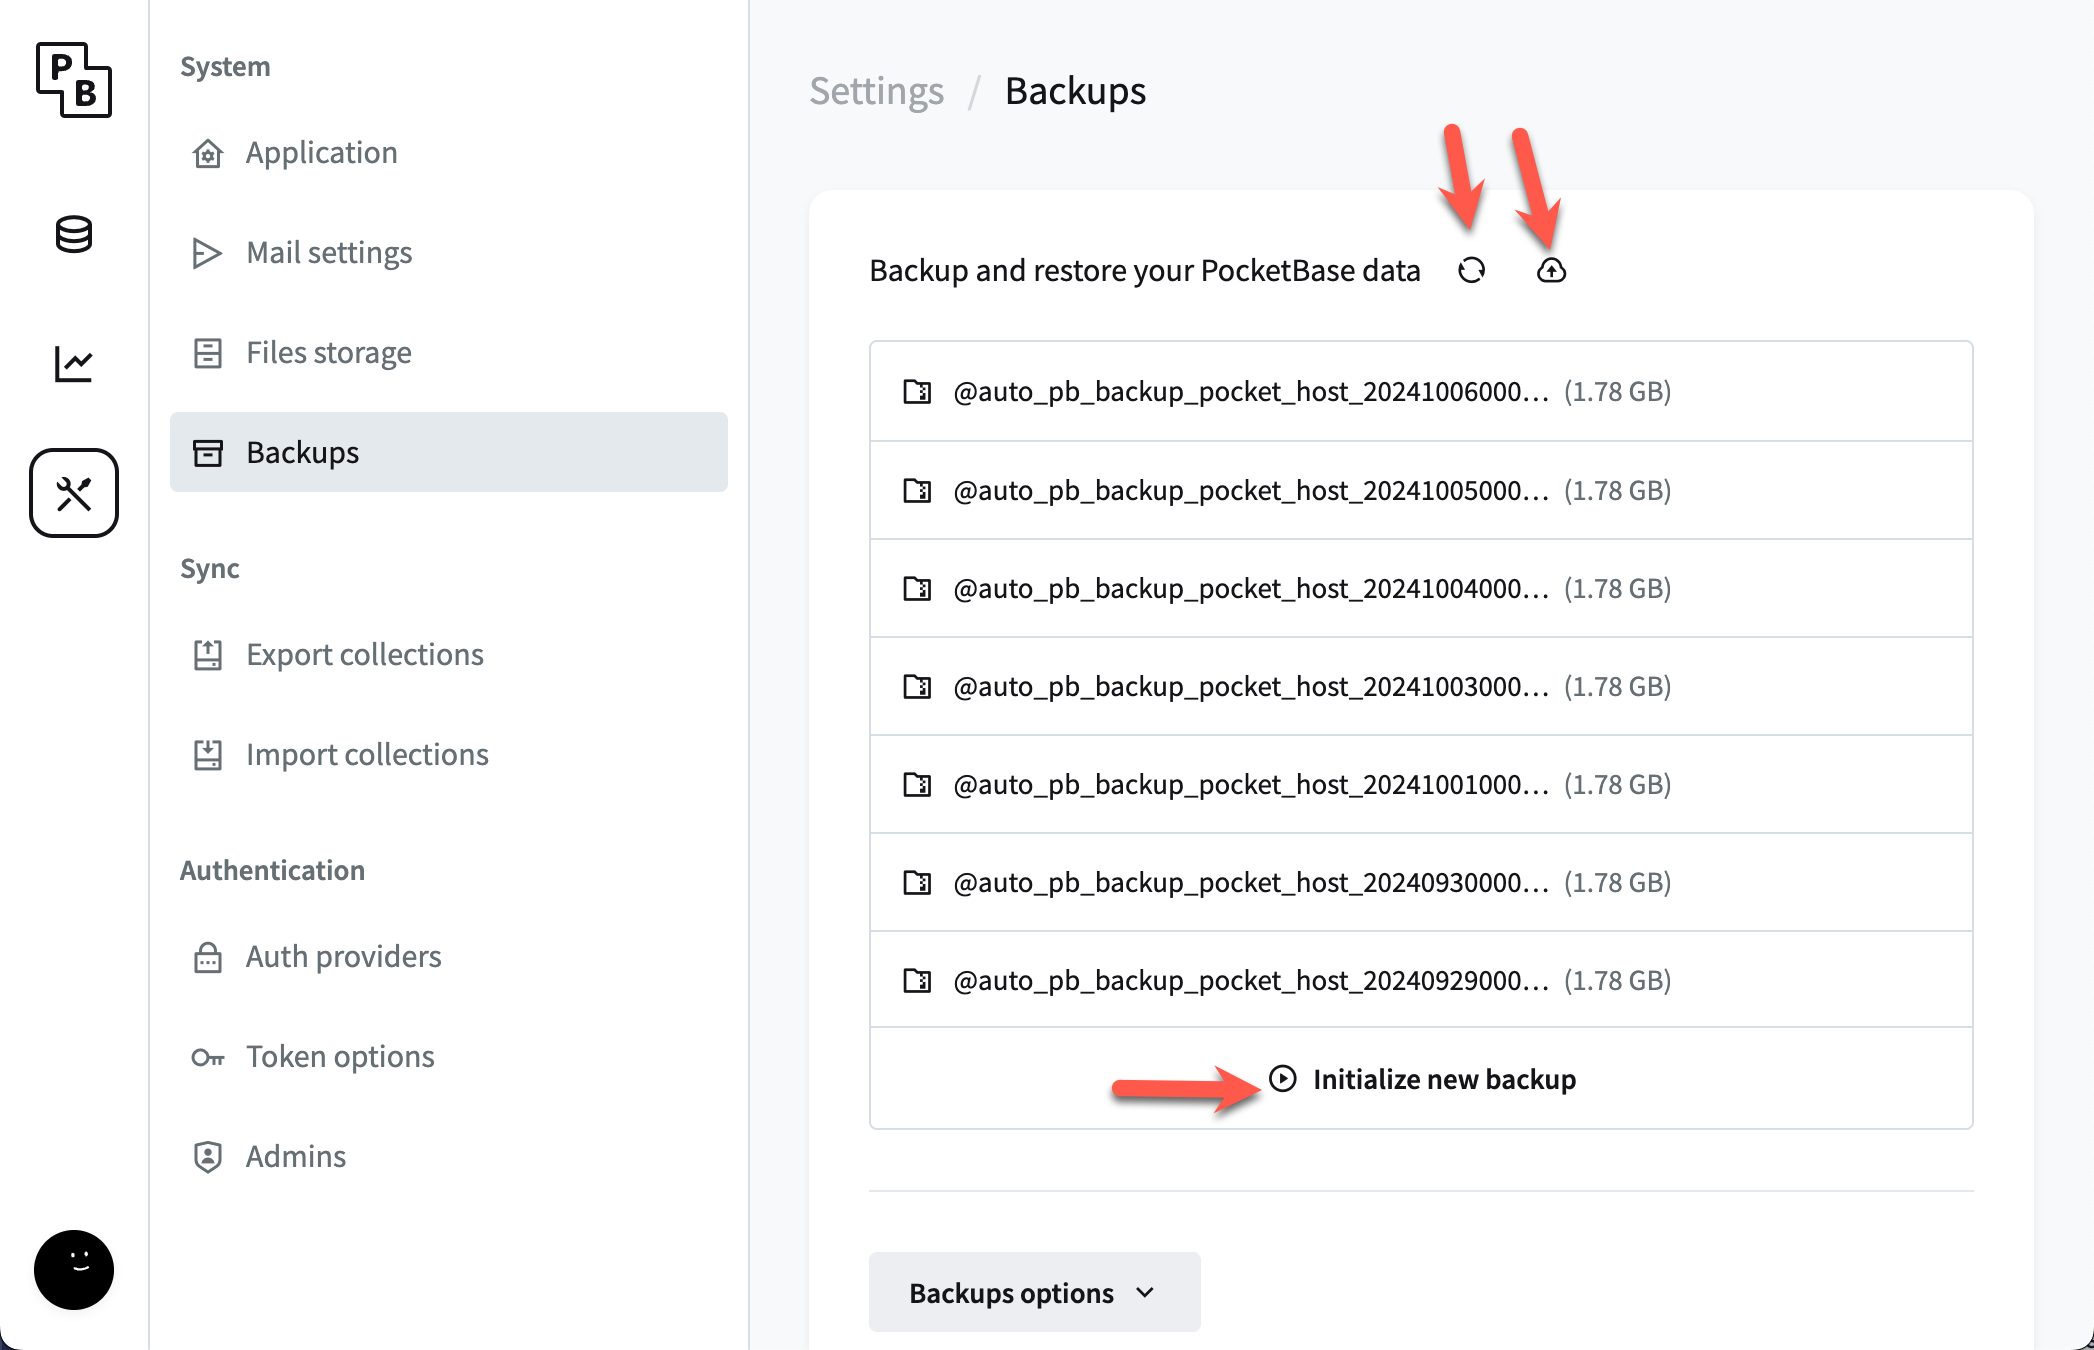 P
B
System
Application
Mail settings
Files storage
Backups
Sync
Export collections
Import collections
Authentication
Auth providers
Token options
Admins
Settings / Backups
Backup and restore your PocketBase data
@auto_pb_backup_pocket_host_20241006000... (1.78 GB)
@auto_pb_backup_pocket_host_20241005000... (1.78 GB)
@auto_pb_backup_pocket_host_20241004000... (1.78 GB)
@auto_pb_backup_pocket_host_20241003000... (1.78 GB)
@auto_pb_backup_pocket_host_20241001000... (1.78 GB)
@auto_pb_backup_pocket_host_20240930000... (1.78 GB)
@auto_pb_backup_pocket_host_20240929000... (1.78 GB)
Initialize new backup
Backups options